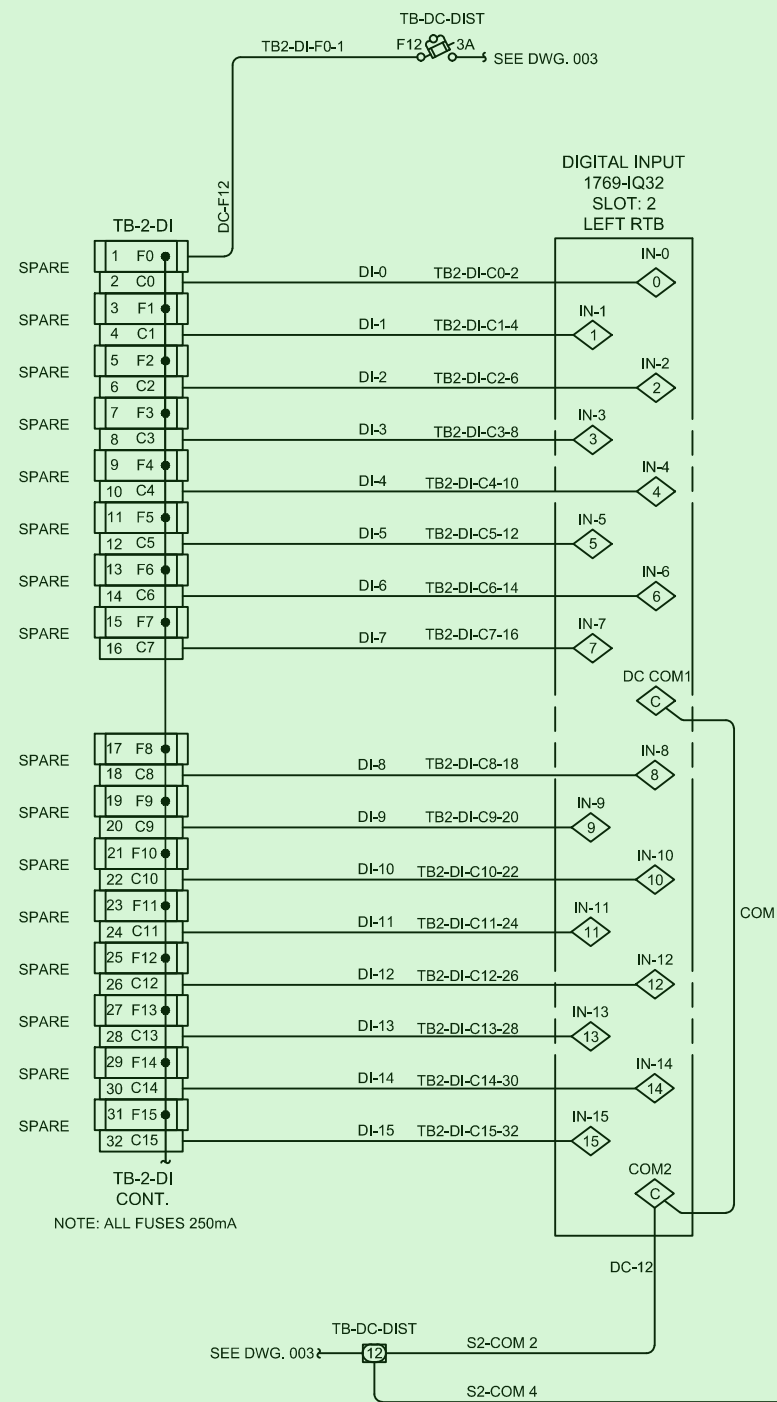 TB-DC-DIST
TB2-DI-F0-1 F12 3A
SEE DWG. 003
DC-F12
DIGITAL INPUT
1769-IQ32
SLOT: 2
LEFT RTB
TB-2-DI
1 F0 IN-0
SPARE
2 C0 DI-0 TB2-DI-C0-2 0
3 F1 IN-1
SPARE
4 C1 DI-1 TB2-DI-C1-4 1
5 F2 IN-2
SPARE
6 C2 DI-2 TB2-DI-C2-6 2
7 F3 IN-3
SPARE
8 C3 DI-3 TB2-DI-C3-8 3
9 F4 IN-4
SPARE
10 C4 DI-4 TB2-DI-C4-10 4
11 F5 IN-5
SPARE
12 C5 DI-5 TB2-DI-C5-12 5
13 F6 IN-6
SPARE
14 C6 DI-6 TB2-DI-C6-14 6
15 F7 IN-7
SPARE
16 C7 DI-7 TB2-DI-C7-16 7
DC COM1
C
17 F8 IN-8
SPARE
18 C8 DI-8 TB2-DI-C8-18 8
19 F9 IN-9
SPARE
20 C9 DI-9 TB2-DI-C9-20 9
21 F10 IN-10
SPARE
22 C10 DI-10 TB2-DI-C10-22 10
23 F11 IN-11
SPARE COM
24 C11 DI-11 TB2-DI-C11-24 11
25 F12 IN-12
SPARE
26 C12 DI-12 TB2-DI-C12-26 12
27 F13 IN-13
SPARE
28 C13 DI-13 TB2-DI-C13-28 13
29 F14 IN-14
SPARE
30 C14 DI-14 TB2-DI-C14-30 14
31 F15 IN-15
SPARE
32 C15 DI-15 TB2-DI-C15-32 15
TB-2-DI
CONT.
COM2
C
NOTE: ALL FUSES 250mA
DC-12
TB-DC-DIST
SEE DWG. 003 12 S2-COM 2
S2-COM 4